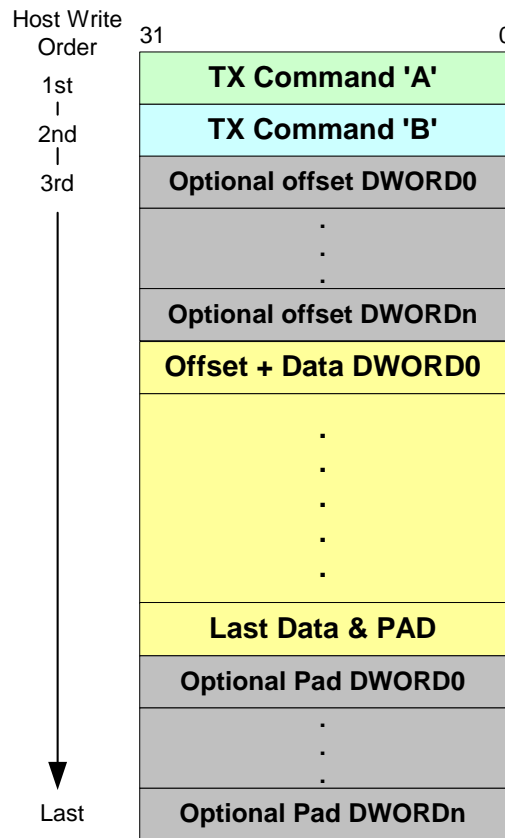 Host Write
Order
31
0
1st
TX Command 'A'
2nd
TX Command 'B'
3rd
Optional offset DWORD0
.
.
.
Optional offset DWORDn
Offset + Data DWORD0
.
.
.
.
.
Last Data & PAD
Optional Pad DWORD0
.
.
.
Last
Optional Pad DWORDn